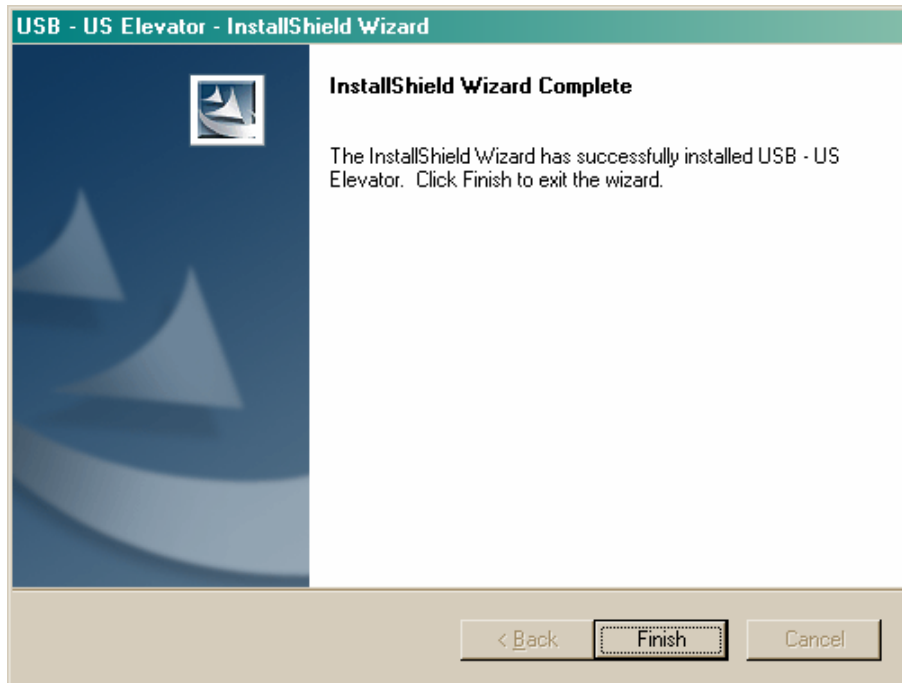 USB - US Elevator - InstallShield Wizard
InstallShield Wizard Complete
The InstallShield Wizard has successfully installed USB - US
Elevator. Click Finish to exit the wizard.
< Back
Finish
Cancel